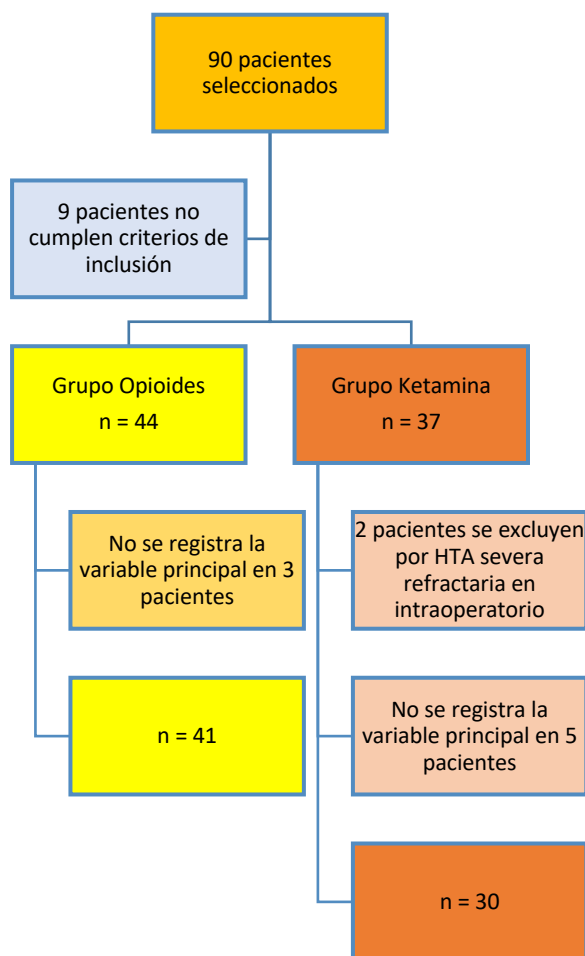 90 pacientes
seleccionados
9 pacientes no
cumplen criterios de
inclusión
Grupo Opioides
n = 44
Grupo Ketamina
n = 37
No se registra la
variable principal en 3
pacientes
2 pacientes se excluyen
por HTA severa
refractaria en
intraoperatorio
n = 41
No se registra la
variable principal en 5
pacientes
n = 30